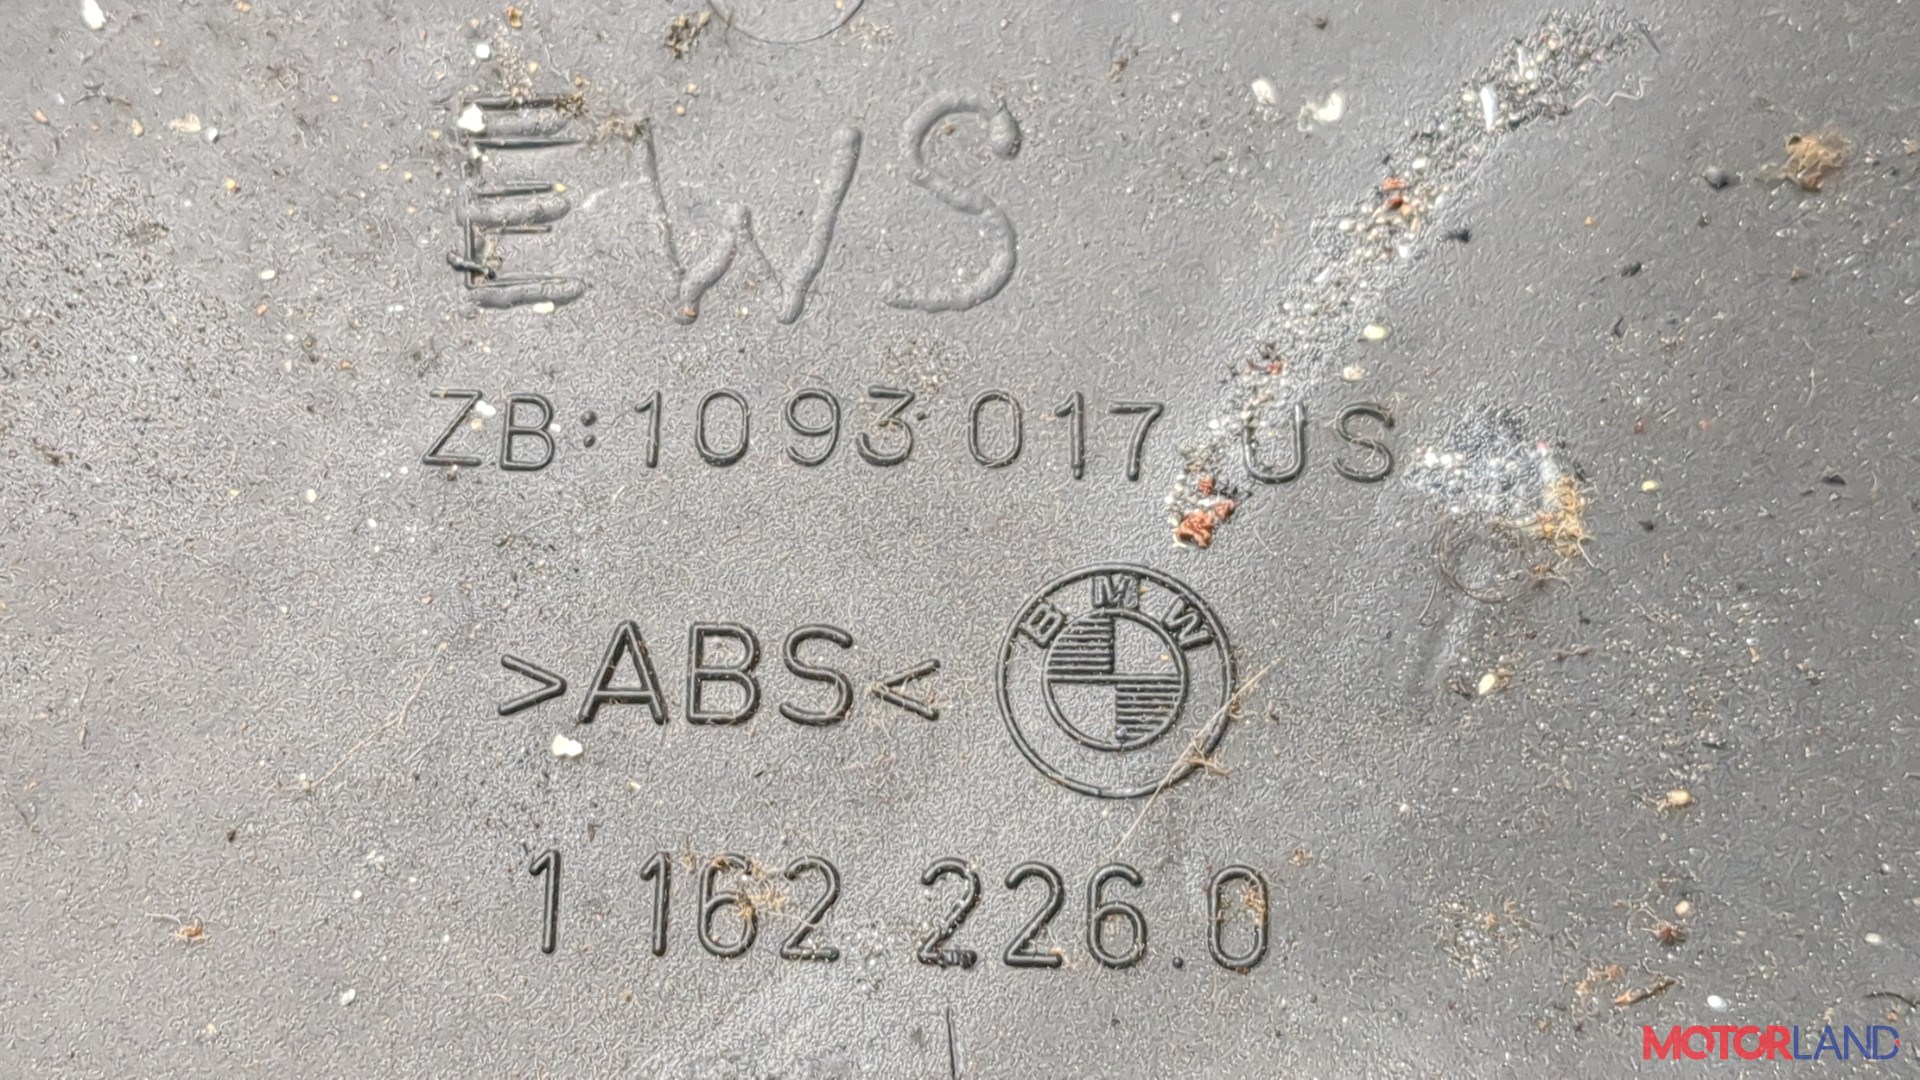 EWS
ZB: 1093 017 US
>ABS< BMW
1 162 226.0
MOTORLAND